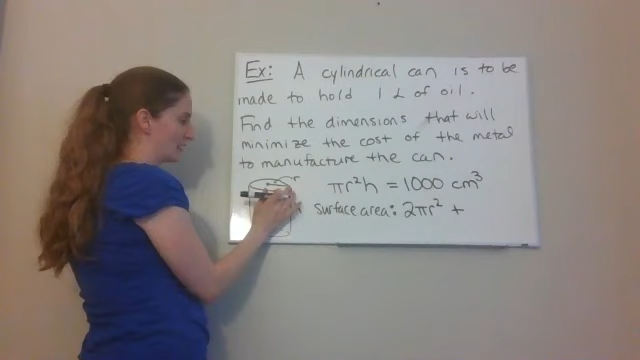 Ex: A cylindrical can is to be
made to hold 1 L of oil.
Find the dimensions that will
minimize the cost of the metal
to manufacture the can.
r
πr²h = 1000 cm³
surface area: 2πr² +